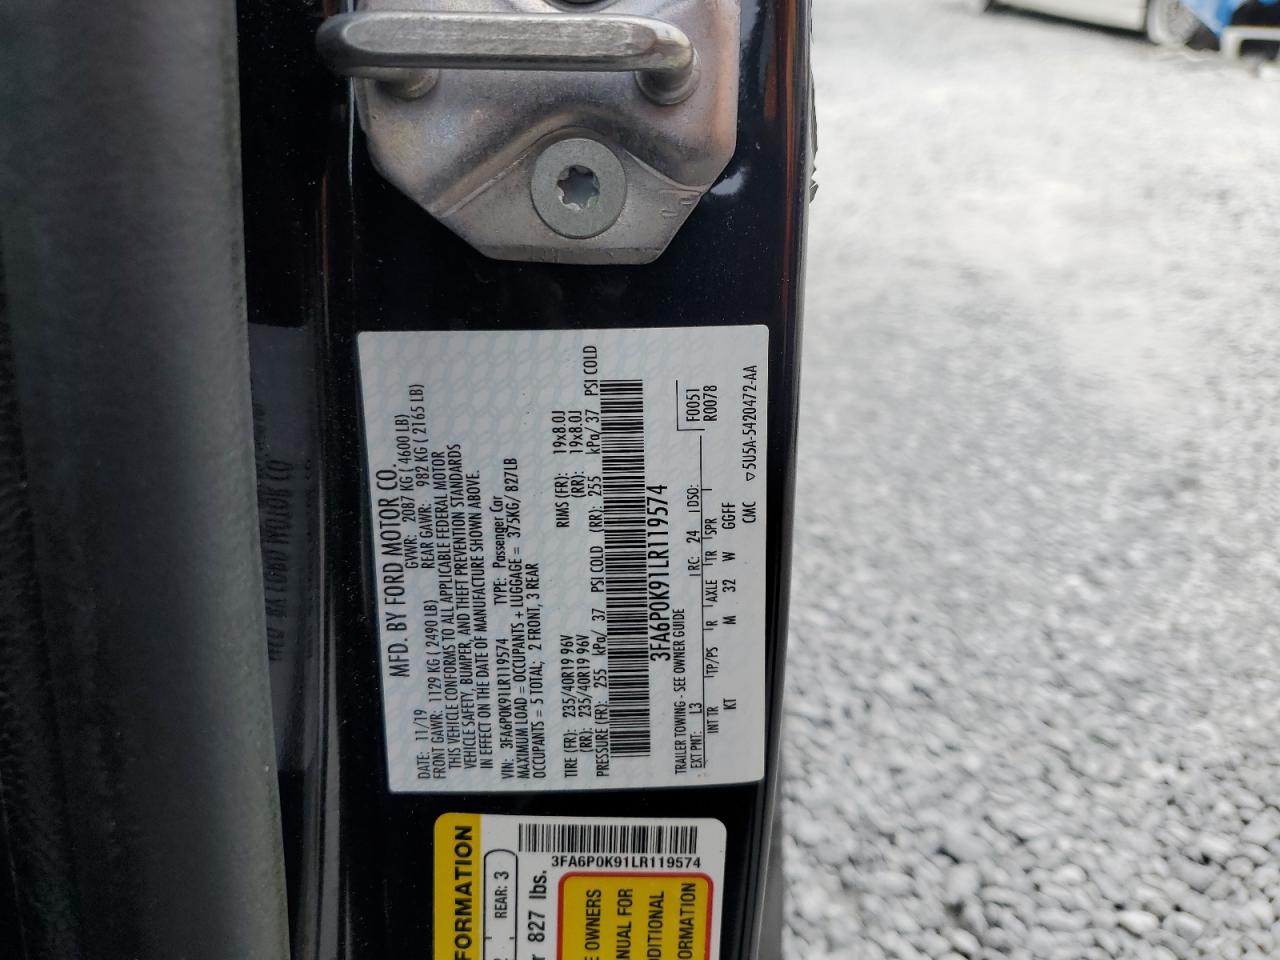 MFD. BY FORD MOTOR CO.
DATE: 11/19 GVWR: 2087 KG ( 4600 LB)
FRONT GAWR: 1129 KG ( 2490 LB) REAR GAWR: 982 KG ( 2165 LB)
THIS VEHICLE CONFORMS TO ALL APPLICABLE FEDERAL MOTOR
VEHICLE SAFETY, BUMPER, AND THEFT PREVENTION STANDARDS
IN EFFECT ON THE DATE OF MANUFACTURE SHOWN ABOVE.
VIN: 3FA6P0K91LR119574 TYPE: Passenger Car
MAXIMUM LOAD = OCCUPANTS + LUGGAGE = 375KG/ 827LB
OCCUPANTS = 5 TOTAL; 2 FRONT, 3 REAR
TIRE (FR): 235/40R19 96V RIMS (FR): 19x8.0J
(RR): 235/40R19 96V (RR): 19x8.0J
PRESSURE (FR): 255 kPa/ 37 PSI COLD (RR): 255 kPa/ 37 PSI COLD
3FA6P0K91LR119574
TRAILER TOWING - SEE OWNER GUIDE F0051
EXT PNT: L3 RC: 24 DSO: R0078
INT TR TP/PS R AXLE TR SPR
KT M 32 W GGFF
CMC ▽5U5A-5420472-AA
3FA6P0K91LR119574
FORMATION
REAR: 3
r 827 lbs.
E OWNERS
ANUAL FOR
DDITIONAL
ORMATION